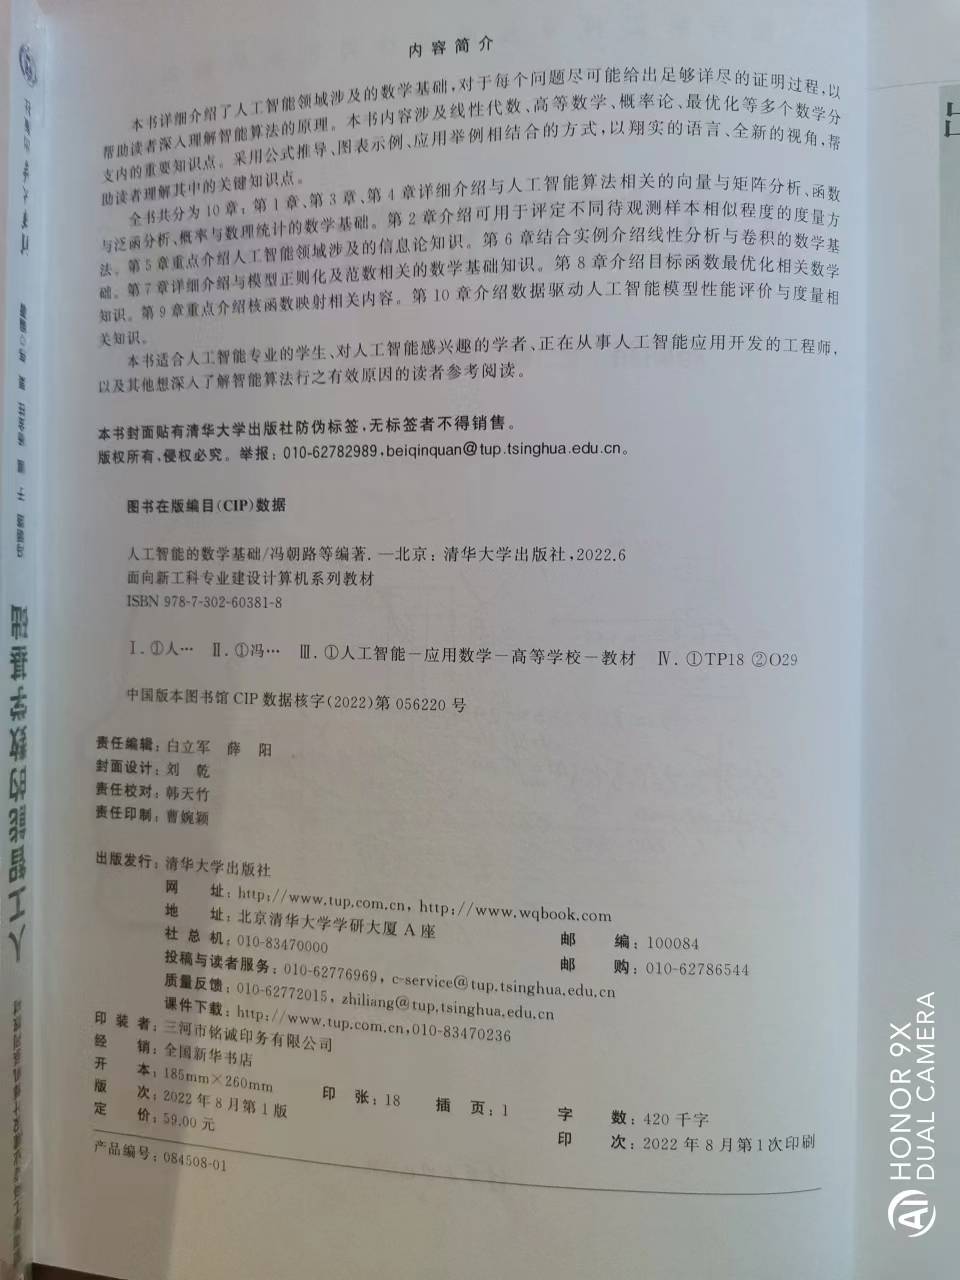 内容简介
本书详细介绍了人工智能领域涉及的数学基础,对于每个问题尽可能给出足够详尽的证明过程,以
帮助读者深入理解智能算法的原理。本书内容涉及线性代数、高等数学、概率论、最优化等多个数学分
支内的重要知识点。采用公式推导、图表示例、应用举例相结合的方式,以翔实的语言、全新的视角,帮
助读者理解其中的关键知识点。
全书共分为 10 章:第 1 章、第 3 章、第 4 章详细介绍与人工智能算法相关的向量与矩阵分析、函数
与泛函分析、概率与数理统计的数学基础。第 2 章介绍可用于评定不同待观测样本相似程度的度量方
法。第 5 章重点介绍人工智能领域涉及的信息论知识。第 6 章结合实例介绍线性分析与卷积的数学基
础。第 7 章详细介绍与模型正则化及范数相关的数学基础知识。第 8 章介绍目标函数最优化相关数学
知识。第 9 章重点介绍核函数映射相关内容。第 10 章介绍数据驱动人工智能模型性能评价与度量相
关知识。
本书适合人工智能专业的学生、对人工智能感兴趣的学者、正在从事人工智能应用开发的工程师,
以及其他想深入了解智能算法行之有效原因的读者参考阅读。
本书封面贴有清华大学出版社防伪标签,无标签者不得销售。
版权所有,侵权必究。举报:010-62782989,beiqinquan@tup.tsinghua.edu.cn。
图书在版编目(CIP)数据
人工智能的数学基础/冯朝路等编著.—北京:清华大学出版社,2022.6
面向新工科专业建设计算机系列教材
ISBN 978-7-302-60381-8
Ⅰ.①人… Ⅱ.①冯… Ⅲ.①人工智能-应用数学-高等学校-教材 Ⅳ.①TP18 ②O29
中国版本图书馆 CIP 数据核字(2022)第 056220 号
责任编辑:白立军 薛 阳
封面设计:刘 乾
责任校对:韩天竹
责任印制:曹婉颖
出版发行:清华大学出版社
网 址:http://www.tup.com.cn, http://www.wqbook.com
地 址:北京清华大学学研大厦 A 座 邮 编:100084
社总机:010-83470000 邮 购:010-62786544
投稿与读者服务:010-62776969, c-service@tup.tsinghua.edu.cn
质量反馈:010-62772015, zhiliang@tup.tsinghua.edu.cn
课件下载:http://www.tup.com.cn,010-83470236
印装者:三河市铭诚印务有限公司
经 销:全国新华书店
开 本:185mm×260mm 印 张:18 插 页:1 字 数:420 千字
版 次:2022 年 8 月第 1 版 印 次:2022 年 8 月第 1 次印刷
定 价:59.00 元
产品编号:084508-01
人工智能的数学基础
HONOR 9X
DUAL CAMERA